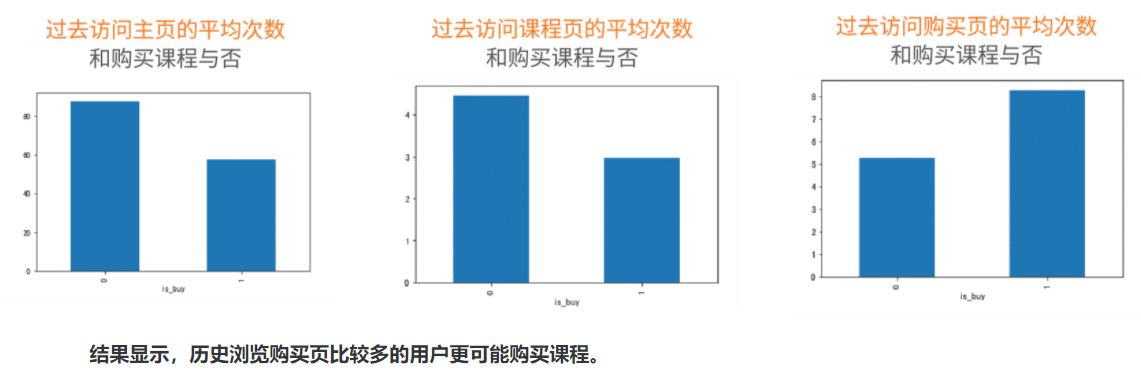 过去访问主页的平均次数
和购买课程与否
80
60
40
20
0
0
1
is_buy
过去访问课程页的平均次数
和购买课程与否
4
3
2
1
0
0
1
is_buy
过去访问购买页的平均次数
和购买课程与否
8
7
6
5
4
3
2
1
0
0
1
is_buy
结果显示，历史浏览购买页比较多的用户更可能购买课程。